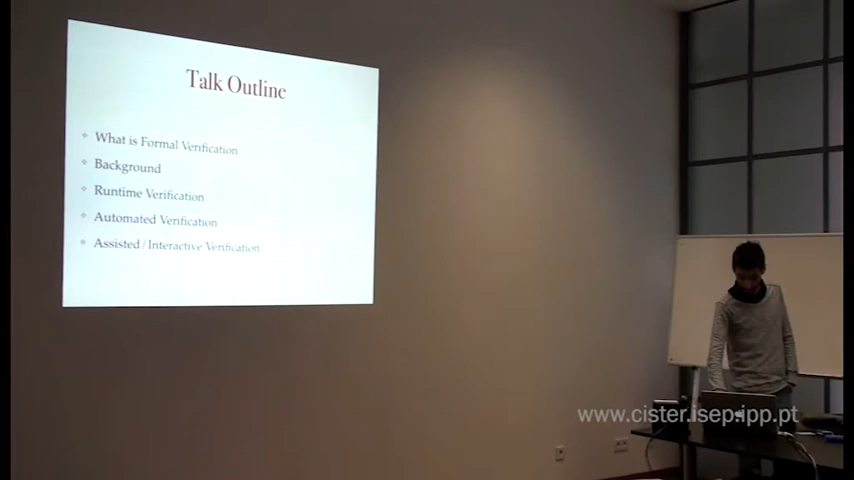 Talk Outline
What is Formal Verification
Background
Runtime Verification
Automated Verification
Assisted/Interactive Verification
www.cister.isep.ipp.pt